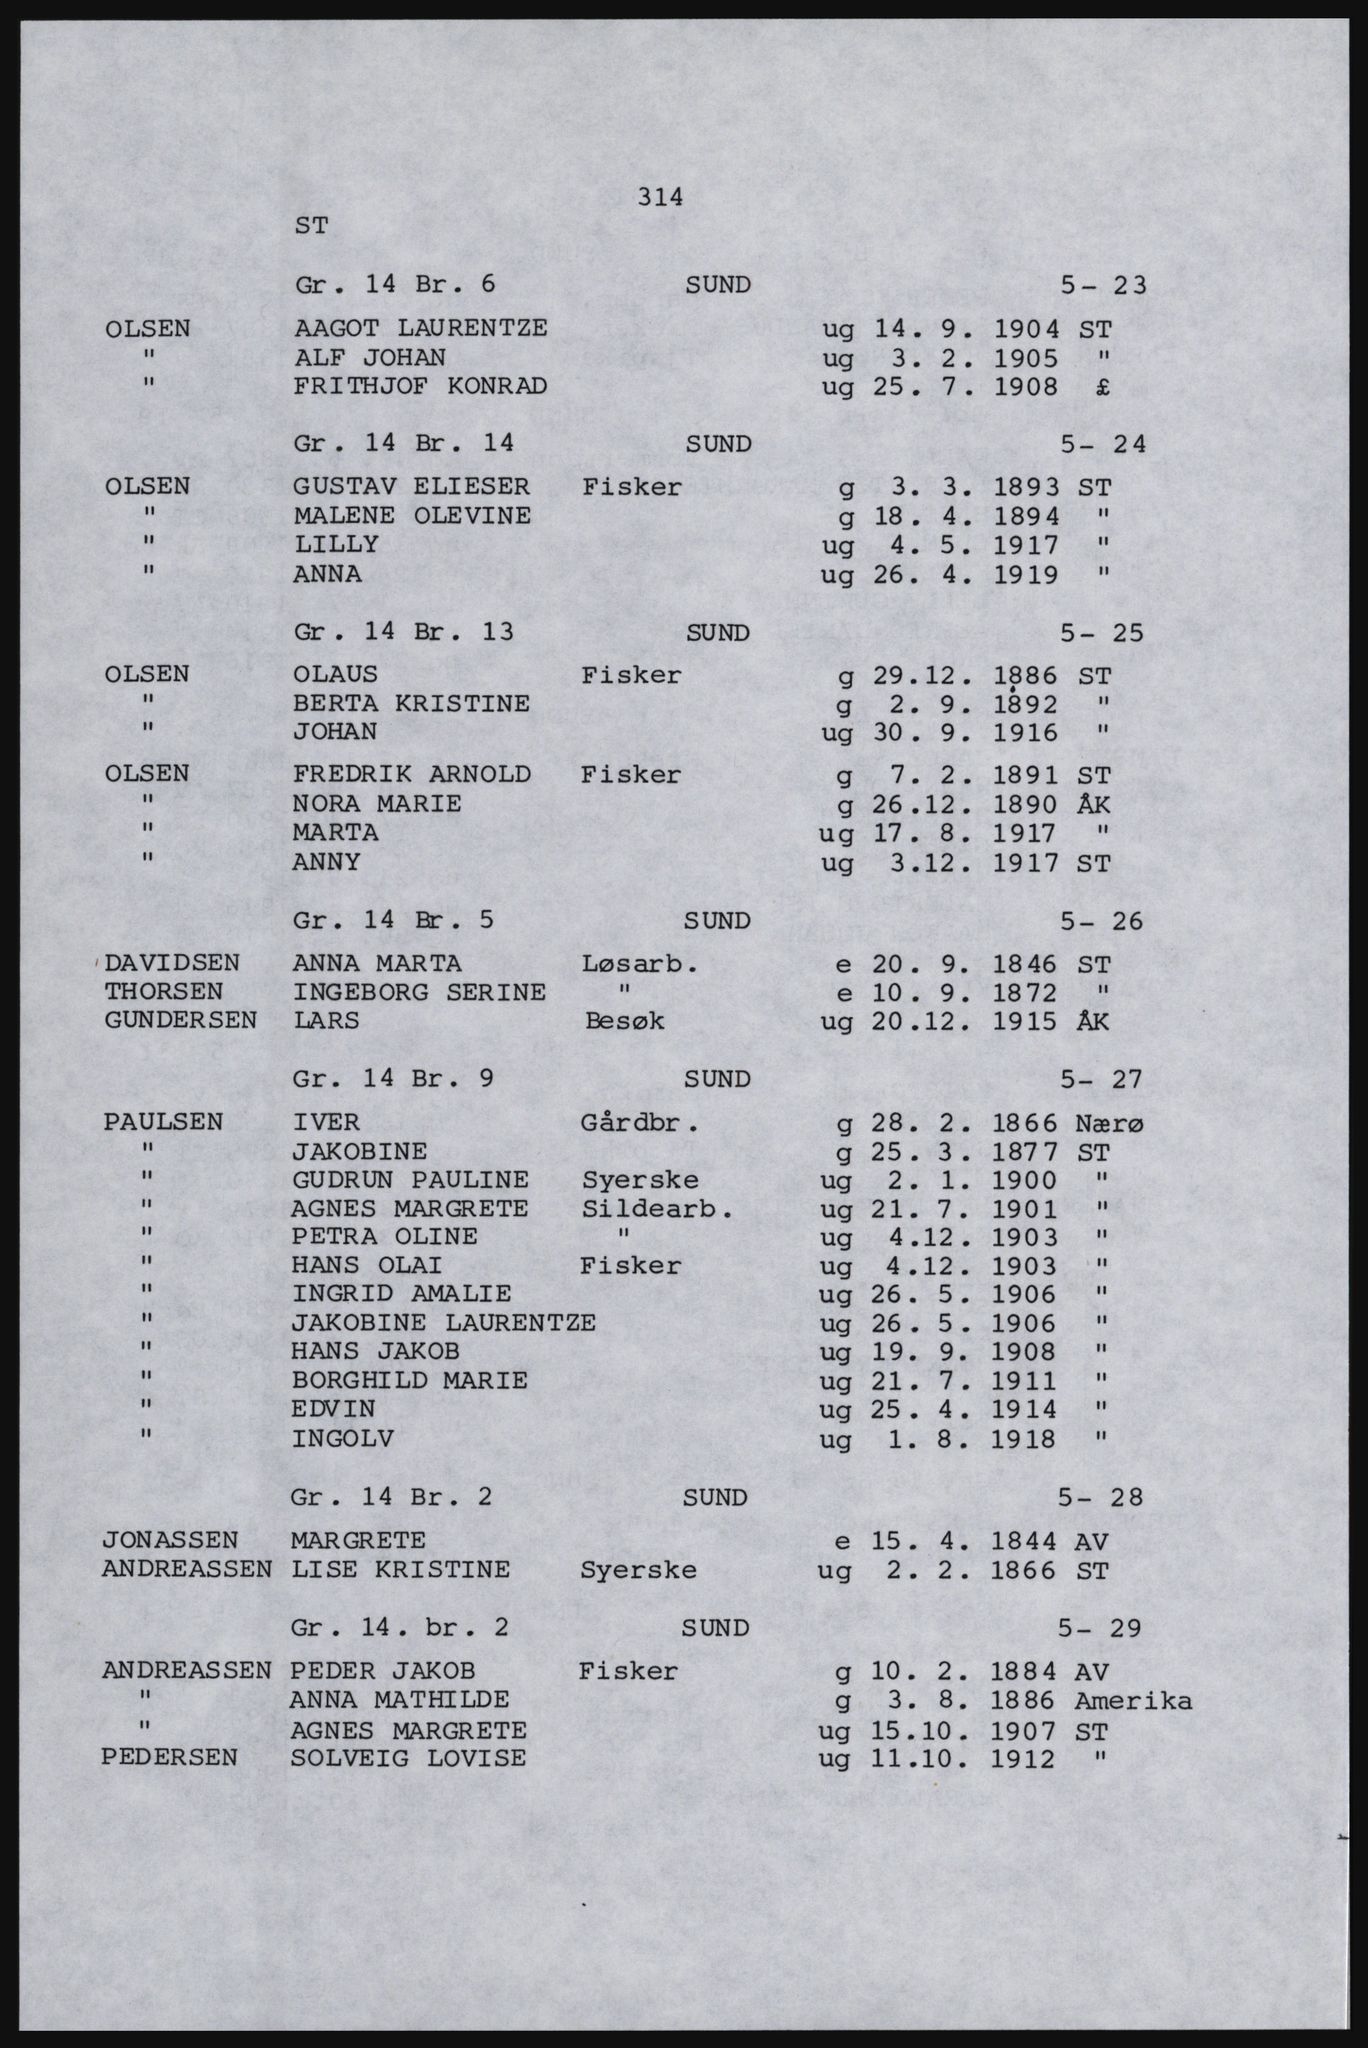 314
ST
Gr. 14 Br. 6 SUND 5- 23
OLSEN AAGOT LAURENTZE ug 14. 9. 1904 ST
" ALF JOHAN ug 3. 2. 1905 "
" FRITHJOF KONRAD ug 25. 7. 1908 £
Gr. 14 Br. 14 SUND 5- 24
OLSEN GUSTAV ELIESER Fisker g 3. 3. 1893 ST
" MALENE OLEVINE g 18. 4. 1894 "
" LILLY ug 4. 5. 1917 "
" ANNA ug 26. 4. 1919 "
Gr. 14 Br. 13 SUND 5- 25
OLSEN OLAUS Fisker g 29.12. 1886 ST
" BERTA KRISTINE g 2. 9. 1892 "
" JOHAN ug 30. 9. 1916 "
OLSEN FREDRIK ARNOLD Fisker g 7. 2. 1891 ST
" NORA MARIE g 26.12. 1890 ÅK
" MARTA ug 17. 8. 1917 "
" ANNY ug 3.12. 1917 ST
Gr. 14 Br. 5 SUND 5- 26
DAVIDSEN ANNA MARTA Løsarb. e 20. 9. 1846 ST
THORSEN INGEBORG SERINE " e 10. 9. 1872 "
GUNDERSEN LARS Besøk ug 20.12. 1915 ÅK
Gr. 14 Br. 9 SUND 5- 27
PAULSEN IVER Gårdbr. g 28. 2. 1866 Nærø
" JAKOBINE g 25. 3. 1877 ST
" GUDRUN PAULINE Syerske ug 2. 1. 1900 "
" AGNES MARGRETE Sildearb. ug 21. 7. 1901 "
" PETRA OLINE " ug 4.12. 1903 "
" HANS OLAI Fisker ug 4.12. 1903 "
" INGRID AMALIE ug 26. 5. 1906 "
" JAKOBINE LAURENTZE ug 26. 5. 1906 "
" HANS JAKOB ug 19. 9. 1908 "
" BORGHILD MARIE ug 21. 7. 1911 "
" EDVIN ug 25. 4. 1914 "
" INGOLV ug 1. 8. 1918 "
Gr. 14 Br. 2 SUND 5- 28
JONASSEN MARGRETE e 15. 4. 1844 AV
ANDREASSEN LISE KRISTINE Syerske ug 2. 2. 1866 ST
Gr. 14. br. 2 SUND 5- 29
ANDREASSEN PEDER JAKOB Fisker g 10. 2. 1884 AV
" ANNA MATHILDE g 3. 8. 1886 Amerika
" AGNES MARGRETE ug 15.10. 1907 ST
PEDERSEN SOLVEIG LOVISE ug 11.10. 1912 "